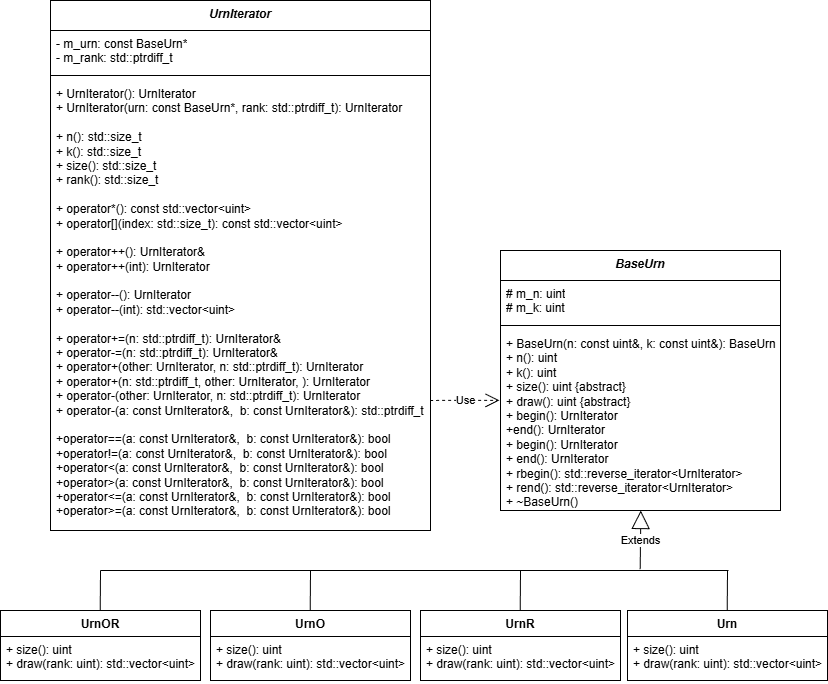 UrnIterator
- m_urn: const BaseUrn*
- m_rank: std::ptrdiff_t
+ UrnIterator(): UrnIterator
+ UrnIterator(urn: const BaseUrn*, rank: std::ptrdiff_t): UrnIterator
+ n(): std::size_t
+ k(): std::size_t
+ size(): std::size_t
+ rank(): std::size_t
+ operator*(): const std::vector<uint>
+ operator[](index: std::size_t): const std::vector<uint>
+ operator++(): UrnIterator&
+ operator++(int): UrnIterator
+ operator--(): UrnIterator
+ operator--(int): std::vector<uint>
+ operator+=(n: std::ptrdiff_t): UrnIterator&
+ operator-=(n: std::ptrdiff_t): UrnIterator&
+ operator+(other: UrnIterator, n: std::ptrdiff_t): UrnIterator
+ operator+(n: std::ptrdiff_t, other: UrnIterator, ): UrnIterator
+ operator-(other: UrnIterator, n: std::ptrdiff_t): UrnIterator
+ operator-(a: const UrnIterator&,  b: const UrnIterator&): std::ptrdiff_t
+operator==(a: const UrnIterator&,  b: const UrnIterator&): bool
+operator!=(a: const UrnIterator&,  b: const UrnIterator&): bool
+operator<(a: const UrnIterator&,  b: const UrnIterator&): bool
+operator>(a: const UrnIterator&,  b: const UrnIterator&): bool
+operator<=(a: const UrnIterator&,  b: const UrnIterator&): bool
+operator>=(a: const UrnIterator&,  b: const UrnIterator&): bool
Use
BaseUrn
# m_n: uint
# m_k: uint
+ BaseUrn(n: const uint&, k: const uint&): BaseUrn
+ n(): uint
+ k(): uint
+ size(): uint {abstract}
+ draw(): uint {abstract}
+ begin(): UrnIterator
+end(): UrnIterator
+ begin(): UrnIterator
+ end(): UrnIterator
+ rbegin(): std::reverse_iterator<UrnIterator>
+ rend(): std::reverse_iterator<UrnIterator>
+ ~BaseUrn()
Extends
UrnOR
+ size(): uint
+ draw(rank: uint): std::vector<uint>
UrnO
+ size(): uint
+ draw(rank: uint): std::vector<uint>
UrnR
+ size(): uint
+ draw(rank: uint): std::vector<uint>
Urn
+ size(): uint
+ draw(rank: uint): std::vector<uint>